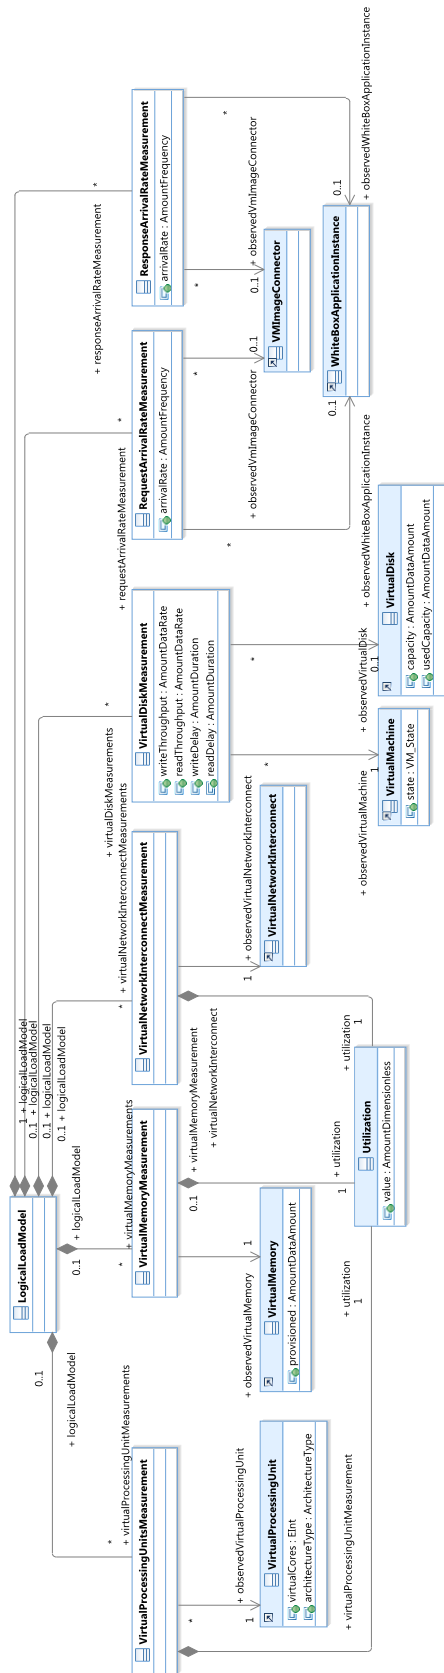 LogicalLoadModel
0..1
+ logicalLoadModel
0..1
+ logicalLoadModel
0..1 + logicalLoadModel
0..1 + logicalLoadModel
0..1 + logicalLoadModel
1 + logicalLoadModel
*
+ virtualProcessingUnitMeasurements
*
+ virtualMemoryMeasurements
*
+ virtualNetworkInterconnectMeasurements
*
+ virtualDiskMeasurements
*
+ requestArrivalRateMeasurement
*
+ responseArrivalRateMeasurement
VirtualProcessingUnitsMeasurement
VirtualMemoryMeasurement
VirtualNetworkInterconnectMeasurement
VirtualDiskMeasurement
writeThroughput : AmountDataRate
readThroughput : AmountDataRate
writeDelay : AmountDuration
readDelay : AmountDuration
RequestArrivalRateMeasurement
arrivalRate : AmountFrequency
ResponseArrivalRateMeasurement
arrivalRate : AmountFrequency
*
1
+ observedVirtualProcessingUnit
1
+ observedVirtualMemory
0..1
+ virtualMemoryMeasurement
+ virtualNetworkInterconnect
1
+ observedVirtualNetworkInterconnect
*
1
+ observedVirtualMachine
*
0..1
+ observedVirtualDisk
*
0..1
+ observedWhiteBoxApplicationInstance
*
0..1
+ observedVmImageConnector
*
0..1
+ observedVmImageConnector
*
0..1
+ observedWhiteBoxApplicationInstance
VirtualProcessingUnit
virtualCores : EInt
architectureType : ArchitectureType
VirtualMemory
provisioned : AmountDataAmount
VirtualNetworkInterconnect
VMImageConnector
WhiteBoxApplicationInstance
+ virtualProcessingUnitMeasurement
1
+ utilization
1
+ utilization
1
+ utilization
Utilization
value : AmountDimensionless
VirtualMachine
state : VM_State
VirtualDisk
capacity : AmountDataAmount
usedCapacity : AmountDataAmount